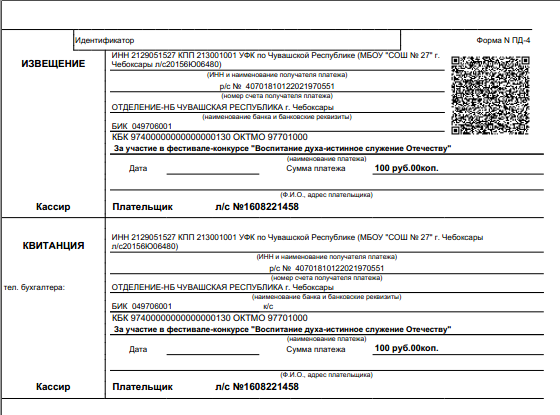 Идентификатор
Форма N ПД-4
ИЗВЕЩЕНИЕ
ИНН 2129051527 КПП 213001001 УФК по Чувашской Республике (МБОУ "СОШ № 27" г.
Чебоксары л/с20156Ю06480)
(ИНН и наименование получателя платежа)
р/с № 40701810122021970551
(номер счета получателя платежа)
ОТДЕЛЕНИЕ-НБ ЧУВАШСКАЯ РЕСПУБЛИКА г. Чебоксары
(наименование банка и банковские реквизиты)
БИК 049706001
КБК 97400000000000000130 ОКТМО 97701000
За участие в фестивале-конкурсе "Воспитание духа-истинное служение Отечеству"
(наименование платежа)
Дата Сумма платежа 100 руб.00коп.
(Ф.И.О., адрес плательщика)
Кассир Плательщик л/с №1608221458
КВИТАНЦИЯ
ИНН 2129051527 КПП 213001001 УФК по Чувашской Республике (МБОУ "СОШ № 27" г. Чебоксары
л/с20156Ю06480)
(ИНН и наименование получателя платежа)
р/с № 40701810122021970551
(номер счета получателя платежа)
тел. бухгалтера:
ОТДЕЛЕНИЕ-НБ ЧУВАШСКАЯ РЕСПУБЛИКА г. Чебоксары
(наименование банка и банковские реквизиты)
БИК 049706001 к/с
КБК 97400000000000000130 ОКТМО 97701000
За участие в фестивале-конкурсе "Воспитание духа-истинное служение Отечеству"
(наименование платежа)
Дата Сумма платежа 100 руб.00коп.
(Ф.И.О., адрес плательщика)
Кассир Плательщик л/с №1608221458